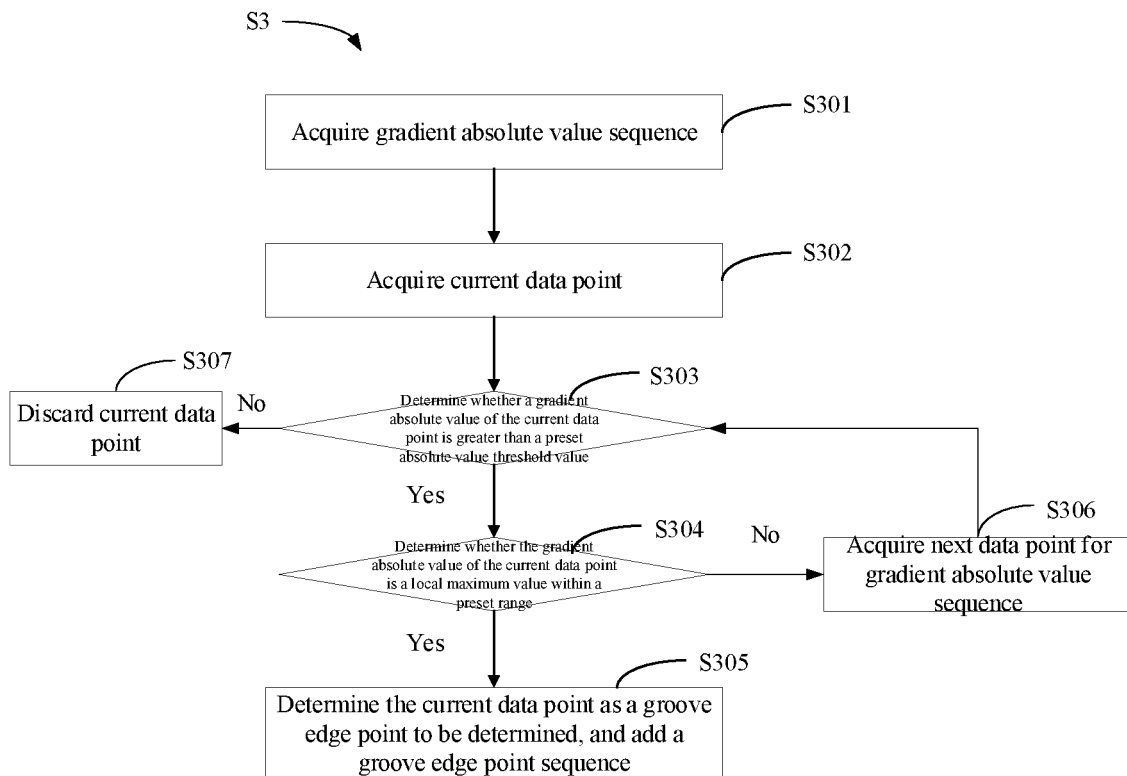 S3
S301
Acquire gradient absolute value sequence
S302
Acquire current data point
S307
S303
Discard current data
point
No
Determine whether a gradient
absolute value of the current data
point is greater than a preset
absolute value threshold value
Yes
S304
S306
No
Determine whether the gradient
absolute value of the current data point
is a local maximum value within a
preset range
Acquire next data point for
gradient absolute value
sequence
Yes
S305
Determine the current data point as a groove
edge point to be determined, and add a
groove edge point sequence